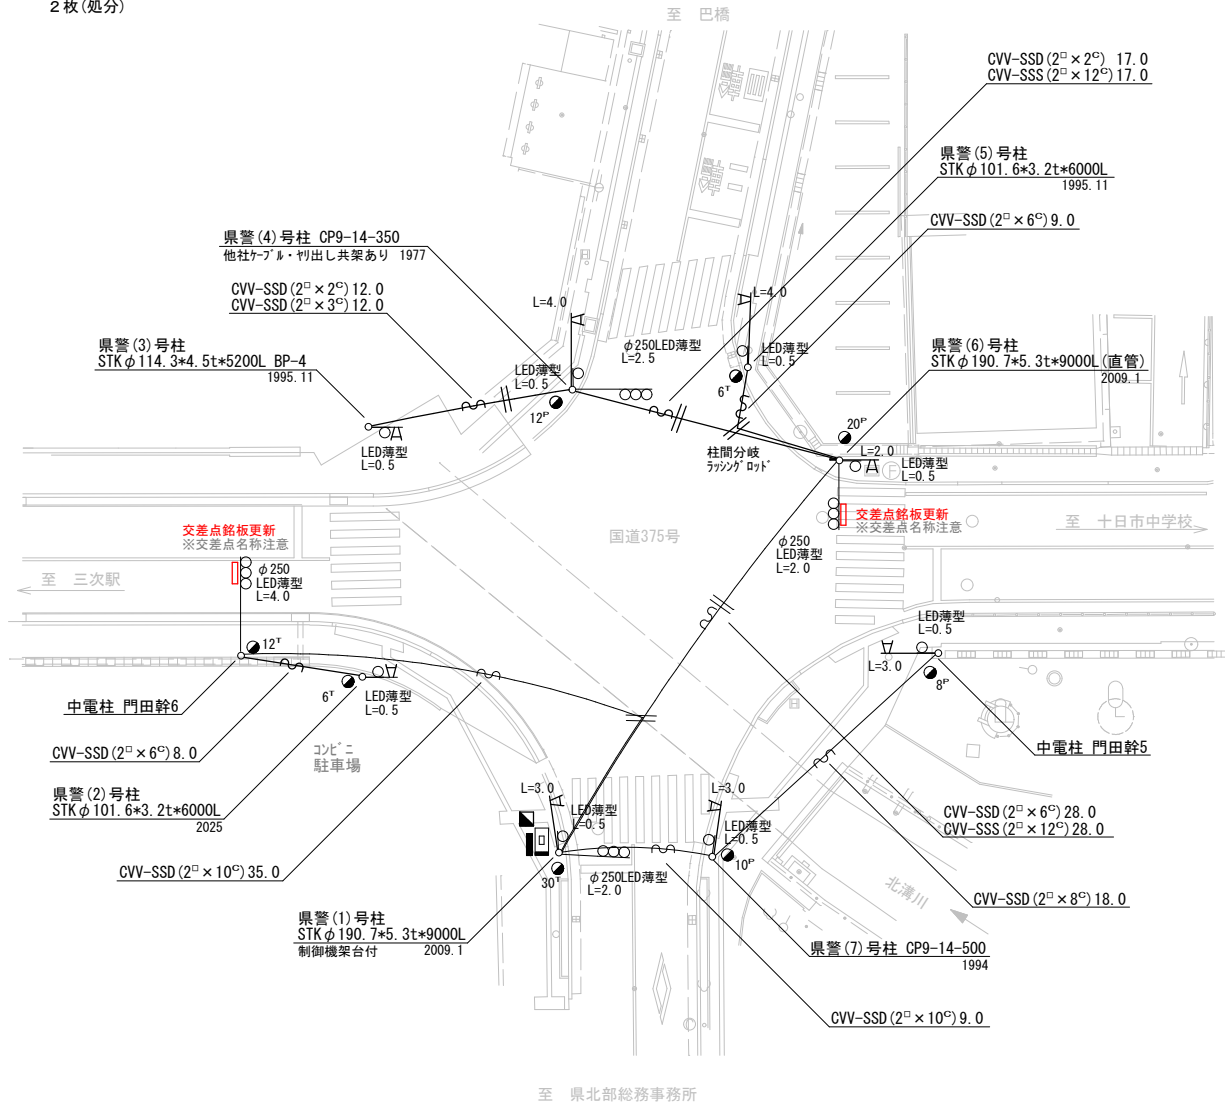 ２枚(処分)
至　巴橋
CVV-SSD(2□×2C) 17.0
CVV-SSS(2□×12C)17.0
県警(5)号柱
STKφ101.6*3.2t*6000L
1995.11
CVV-SSD(2□×6C)9.0
県警(4)号柱 CP9-14-350
他社ｹｰﾌﾞﾙ・ﾔﾘ出し共架あり 1977
CVV-SSD(2□×2C)12.0
CVV-SSD(2□×3C)12.0
県警(3)号柱
STKφ114.3*4.5t*5200L BP-4
1995.11
L=4.0
L=4.0
φ250LED薄型
L=2.5
LED薄型
L=0.5
LED薄型
L=0.5
県警(6)号柱
STKφ190.7*5.3t*9000L(直管)
2009.1
6T
12P
20P
LED薄型
L=0.5
柱間分岐
ﾗｯｼﾝｸﾞﾛｯﾄﾞ
L=2.0
LED薄型
L=0.5
交差点銘板更新
※交差点名称注意
国道375号
交差点銘板更新
※交差点名称注意
至　十日市中学校
φ250
LED薄型
L=2.0
至　三次駅
φ250
LED薄型
L=4.0
LED薄型
L=0.5
12T
L=3.0
8P
6T
LED薄型
L=0.5
中電柱 門田幹6
中電柱 門田幹5
CVV-SSD(2□×6C)8.0
ｺﾝﾋﾞﾆ
駐車場
県警(2)号柱
STKφ101.6*3.2t*6000L
2025
L=3.0
LED薄型
L=0.5
L=3.0
LED薄型
L=0.5
CVV-SSD(2□×6C)28.0
CVV-SSS(2□×12C)28.0
CVV-SSD(2□×10C)35.0
30T
φ250LED薄型
L=2.0
10P
北溝川
CVV-SSD(2□×8C)18.0
県警(1)号柱
STKφ190.7*5.3t*9000L
制御機架台付 2009.1
県警(7)号柱 CP9-14-500
1994
CVV-SSD(2□×10C)9.0
至　県北部総務事務所